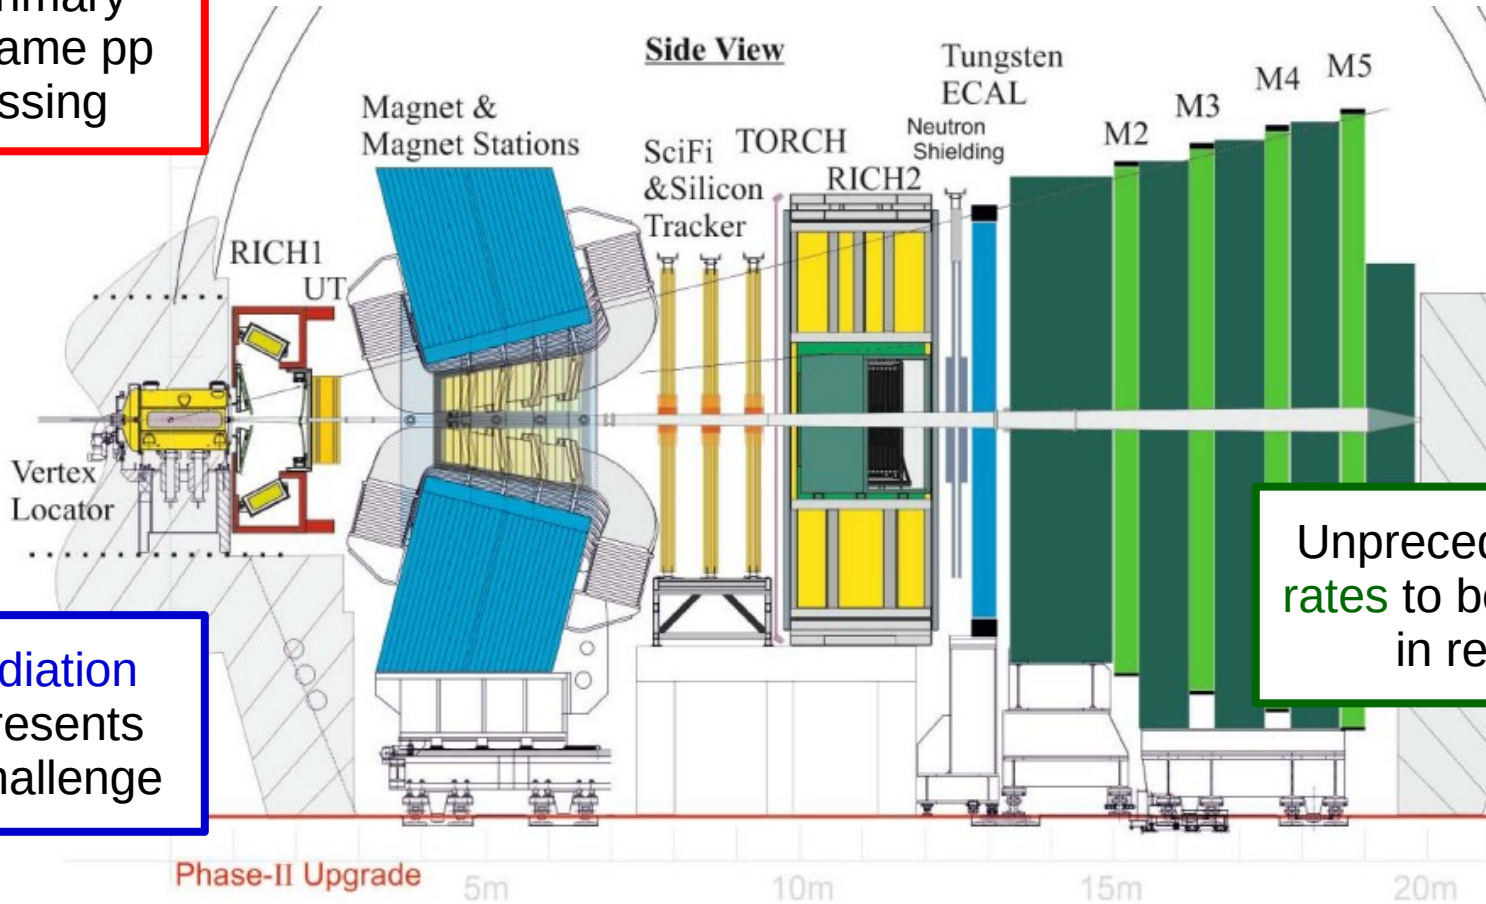 ame pp
ssing
Side View
Tungsten
ECAL
M2
M3
M4
M5
Magnet &
Magnet Stations
Neutron
Shielding
SciFi
&Silicon
Tracker
TORCH
RICH2
RICH1
UT
Vertex
Locator
Unpreced
rates to b
in re
diation
resents
hallenge
Phase-II Upgrade
5m
10m
15m
20m